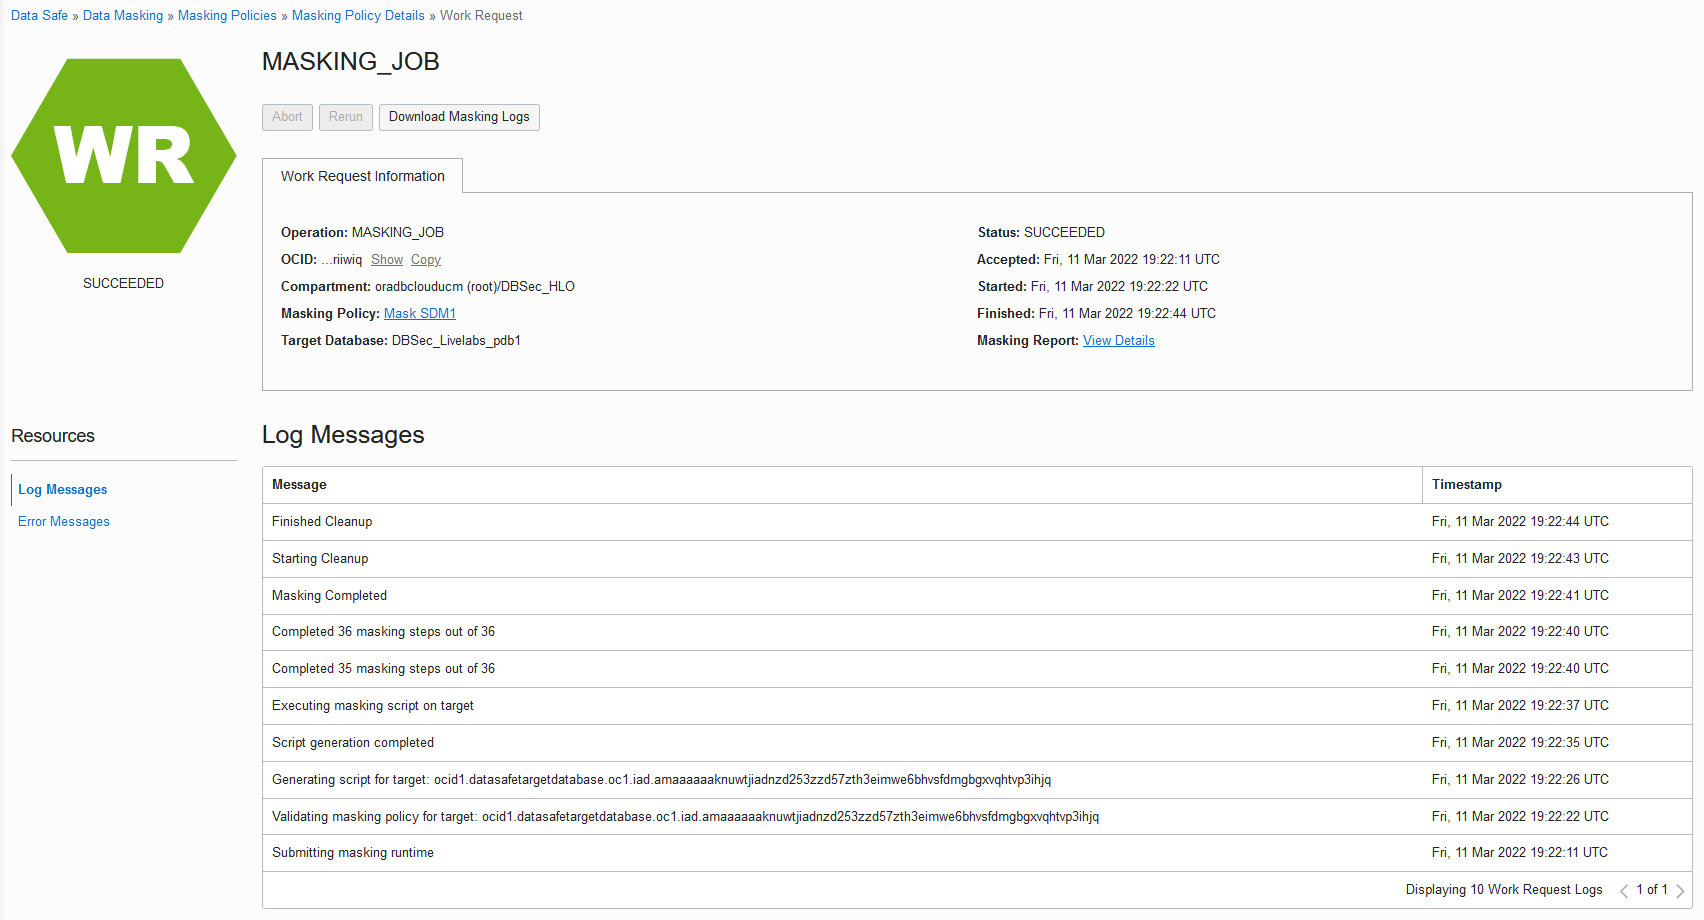 Data Safe » Data Masking » Masking Policies » Masking Policy Details » Work Request
WR
SUCCEEDED
MASKING_JOB
Abort Rerun Download Masking Logs
Work Request Information
Operation: MASKING_JOB
OCID: ...riiwiq Show Copy
Compartment: oradbclouducm (root)/DBSec_HLO
Masking Policy: Mask SDM1
Target Database: DBSec_Livelabs_pdb1
Status: SUCCEEDED
Accepted: Fri, 11 Mar 2022 19:22:11 UTC
Started: Fri, 11 Mar 2022 19:22:22 UTC
Finished: Fri, 11 Mar 2022 19:22:44 UTC
Masking Report: View Details
Resources
Log Messages
Error Messages
Log Messages
Message Timestamp
Finished Cleanup Fri, 11 Mar 2022 19:22:44 UTC
Starting Cleanup Fri, 11 Mar 2022 19:22:43 UTC
Masking Completed Fri, 11 Mar 2022 19:22:41 UTC
Completed 36 masking steps out of 36 Fri, 11 Mar 2022 19:22:40 UTC
Completed 35 masking steps out of 36 Fri, 11 Mar 2022 19:22:40 UTC
Executing masking script on target Fri, 11 Mar 2022 19:22:37 UTC
Script generation completed Fri, 11 Mar 2022 19:22:35 UTC
Generating script for target: ocid1.datasafetargetdatabase.oc1.iad.amaaaaaaknuwtjiadnzd253zzd57zth3eimwe6bhvsfdmgbgxvqhtvp3ihjq Fri, 11 Mar 2022 19:22:26 UTC
Validating masking policy for target: ocid1.datasafetargetdatabase.oc1.iad.amaaaaaaknuwtjiadnzd253zzd57zth3eimwe6bhvsfdmgbgxvqhtvp3ihjq Fri, 11 Mar 2022 19:22:22 UTC
Submitting masking runtime Fri, 11 Mar 2022 19:22:11 UTC
Displaying 10 Work Request Logs 1 of 1